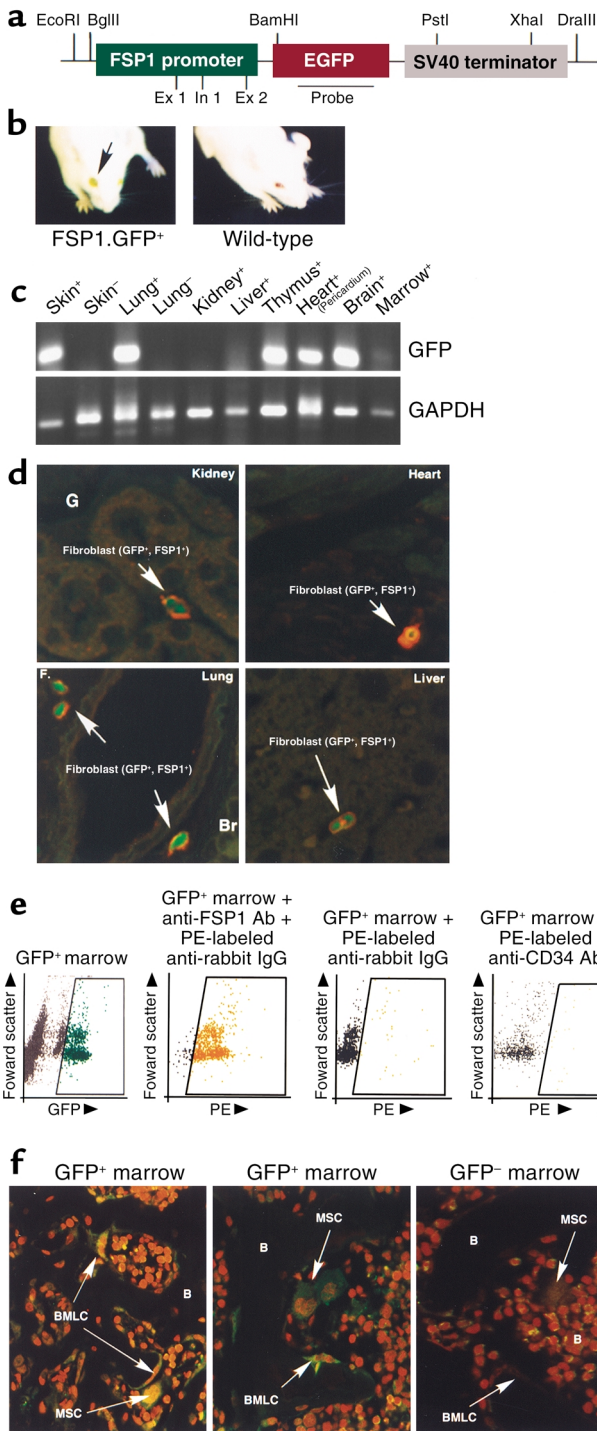 a
EcoRI BglII BamHI PstI XhaI DraIII
FSP1 promoter EGFP SV40 terminator
Ex 1 In 1 Ex 2 Probe
b
FSP1.GFP+ Wild-type
c
Skin+ Skin− Lung+ Lung− Kidney+ Liver+ Thymus+ Heart+ (Pericardium) Brain+ Marrow+
GFP
GAPDH
d
Kidney
G
Fibroblast (GFP+, FSP1+)
Heart
Fibroblast (GFP+, FSP1+)
F.
Lung
Fibroblast (GFP+, FSP1+)
Br
Liver
Fibroblast (GFP+, FSP1+)
e
GFP+ marrow
Foward scatter
GFP
GFP+ marrow +
anti-FSP1 Ab +
PE-labeled
anti-rabbit IgG
Foward scatter
PE
GFP+ marrow +
PE-labeled
anti-rabbit IgG
Foward scatter
PE
GFP+ marrow
PE-labeled
anti-CD34 Ab
Foward scatter
PE
f
GFP+ marrow
BMLC
B
MSC
GFP+ marrow
MSC
B
BMLC
GFP− marrow
MSC
B
B
BMLC